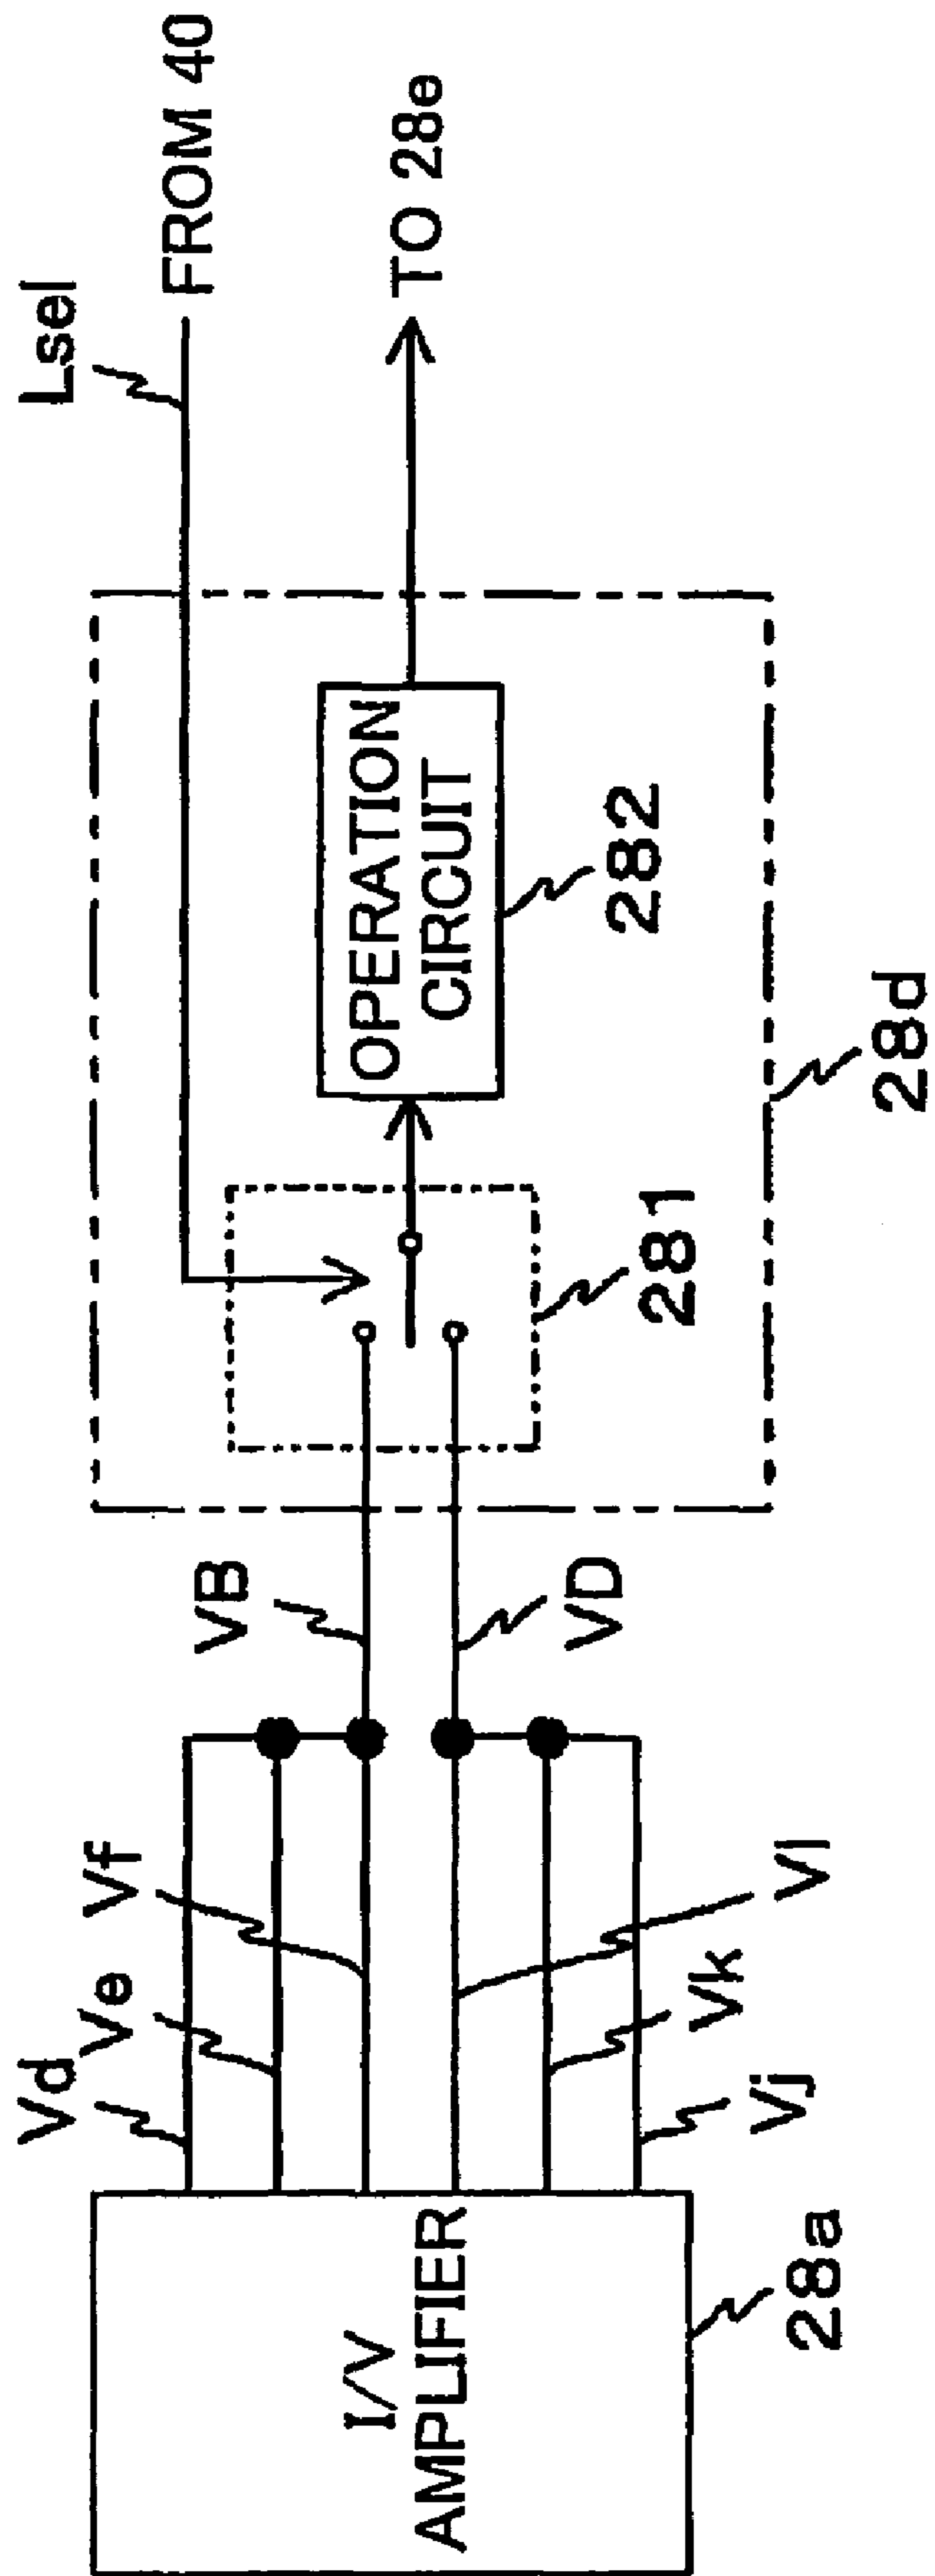 Lsel
FROM 40
TO 28e
Vd
Ve
Vf
VB
I/V
AMPLIFIER
OPERATION
CIRCUIT
282
281
VD
Vl
Vk
Vj
28a
28d